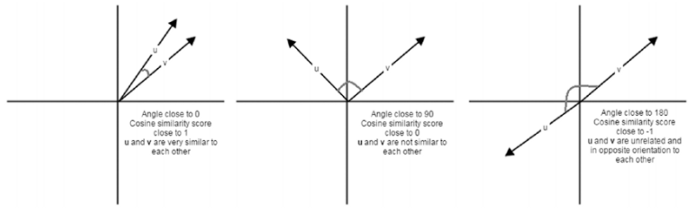 u
v
Angle close to 0
Cosine similarity score
close to 1
u and v are very similar to
each other
u
v
Angle close to 90
Cosine similarity score
close to 0
u and v are not similar to
each other
v
u
Angle close to 180
Cosine similarity score
close to -1
u and v are unrelated and
in opposite orientation to
each other